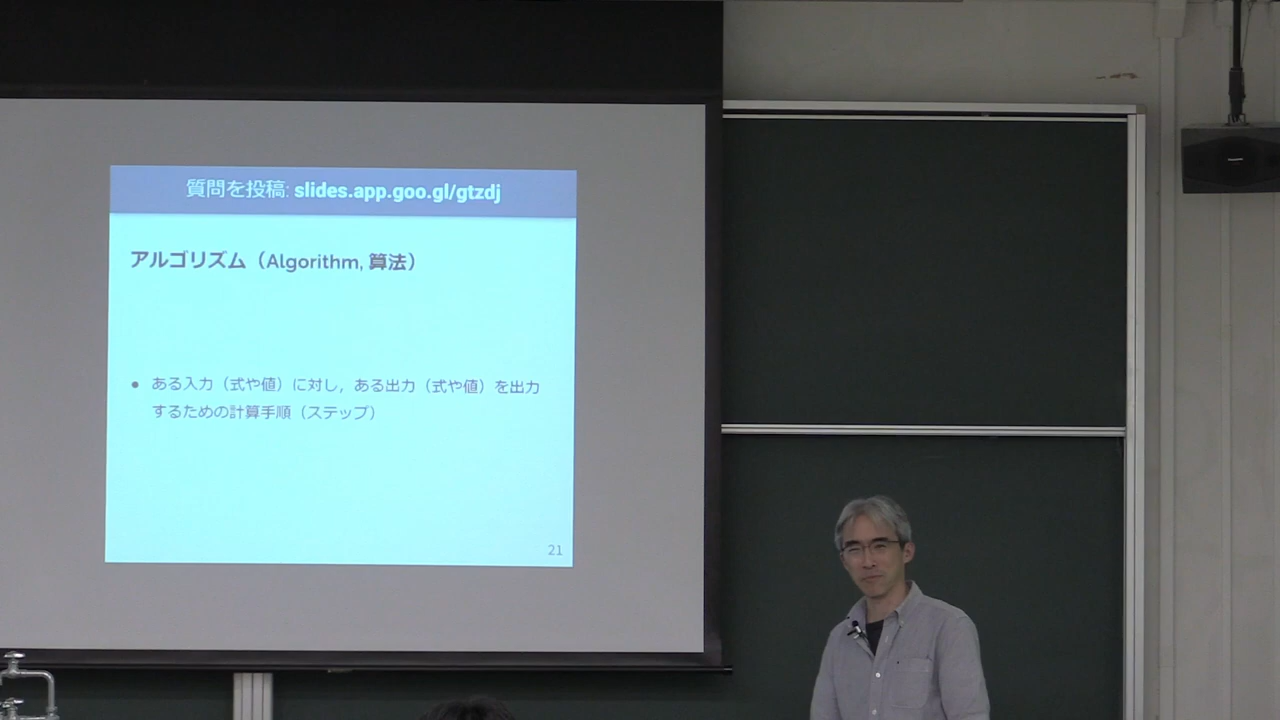 質問を投稿: slides.app.goo.gl/gtzdj
アルゴリズム（Algorithm, 算法）
● ある入力（式や値）に対し，ある出力（式や値）を出力
するための計算手順（ステップ）
21